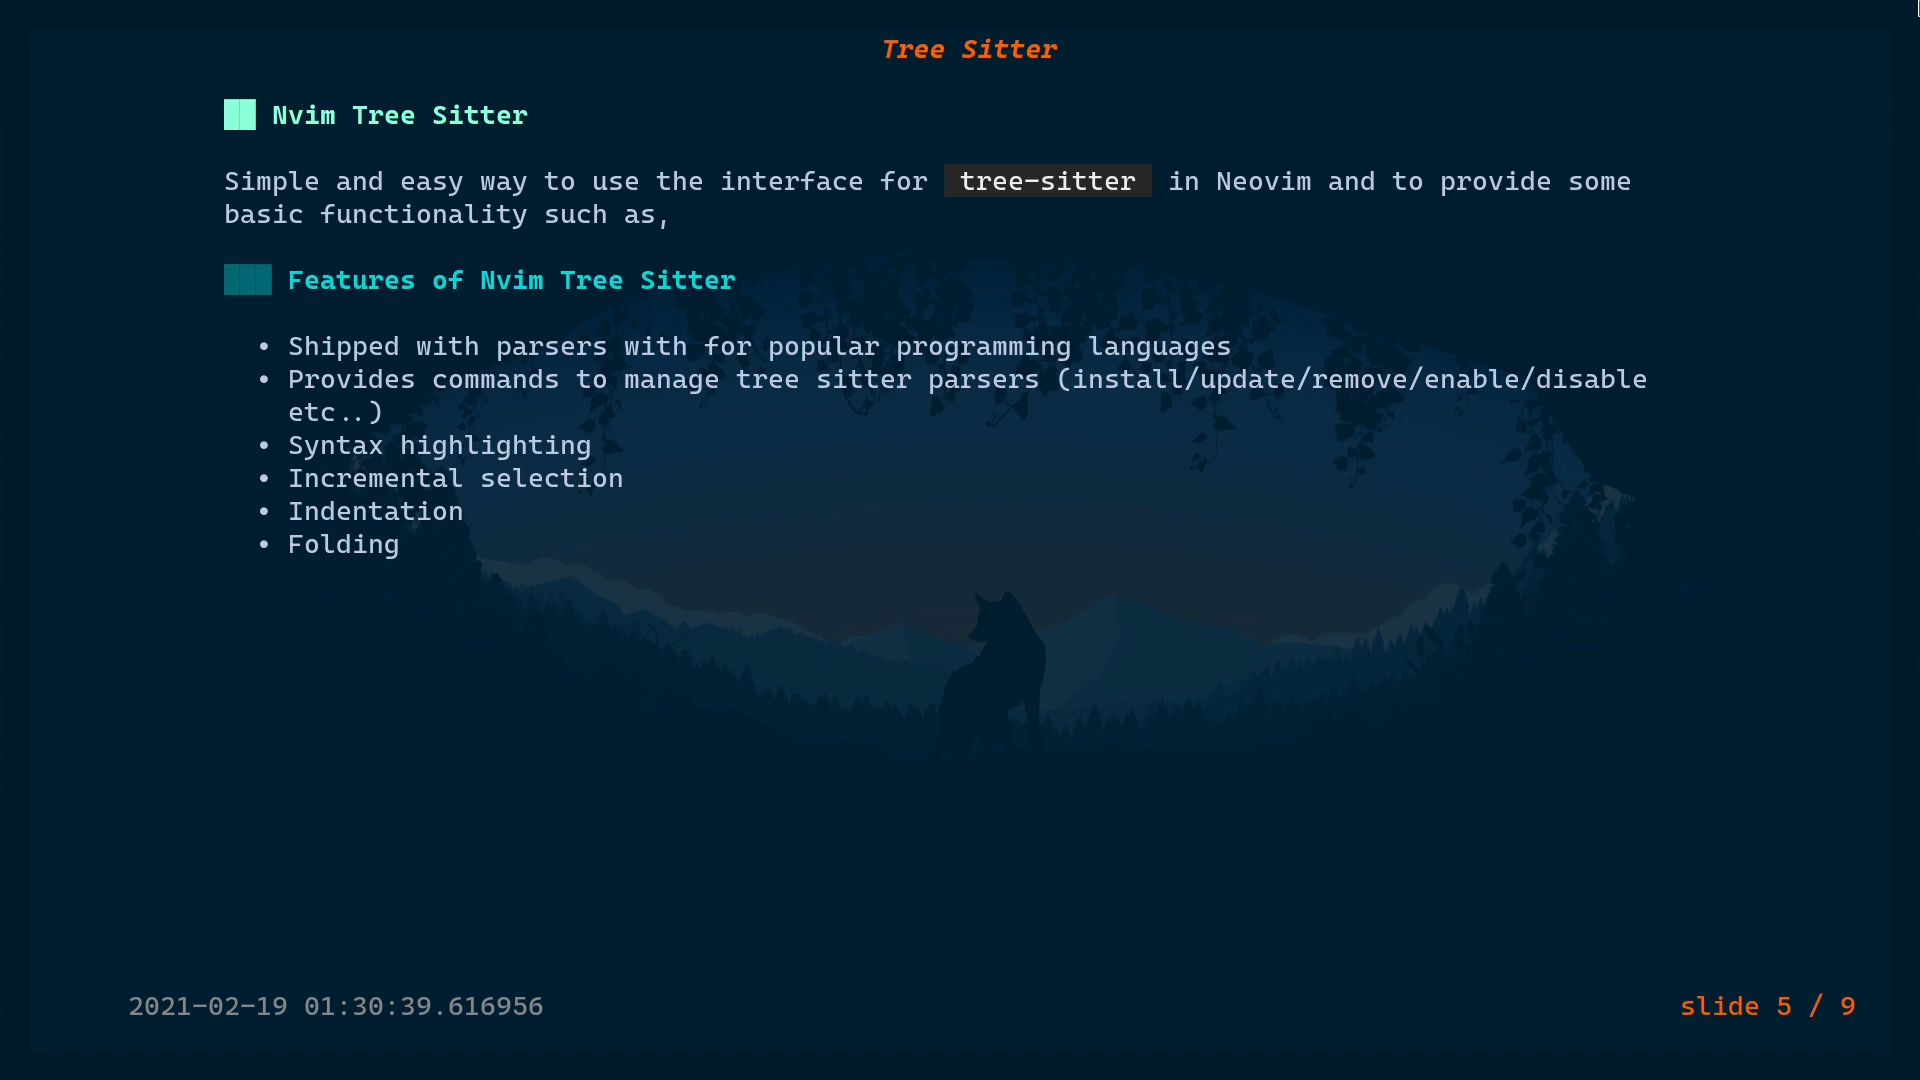 Tree Sitter
██ Nvim Tree Sitter
Simple and easy way to use the interface for tree-sitter in Neovim and to provide some
basic functionality such as,
▓▓▓ Features of Nvim Tree Sitter
• Shipped with parsers with for popular programming languages
• Provides commands to manage tree sitter parsers (install/update/remove/enable/disable
etc..)
• Syntax highlighting
• Incremental selection
• Indentation
• Folding
2021-02-19 01:30:39.616956
slide 5 / 9